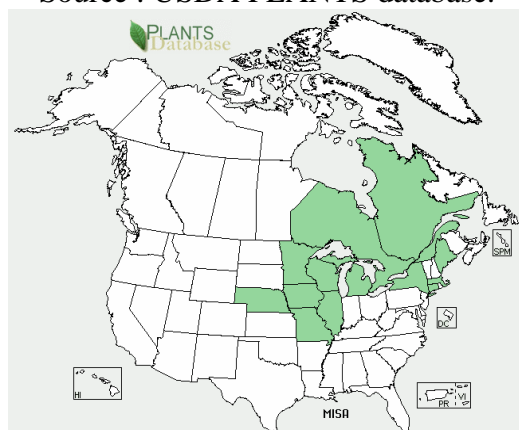 Source : USDA PLANTS database.
PLANTS
Database
SPM
DC
HI
PR
VI
MISA